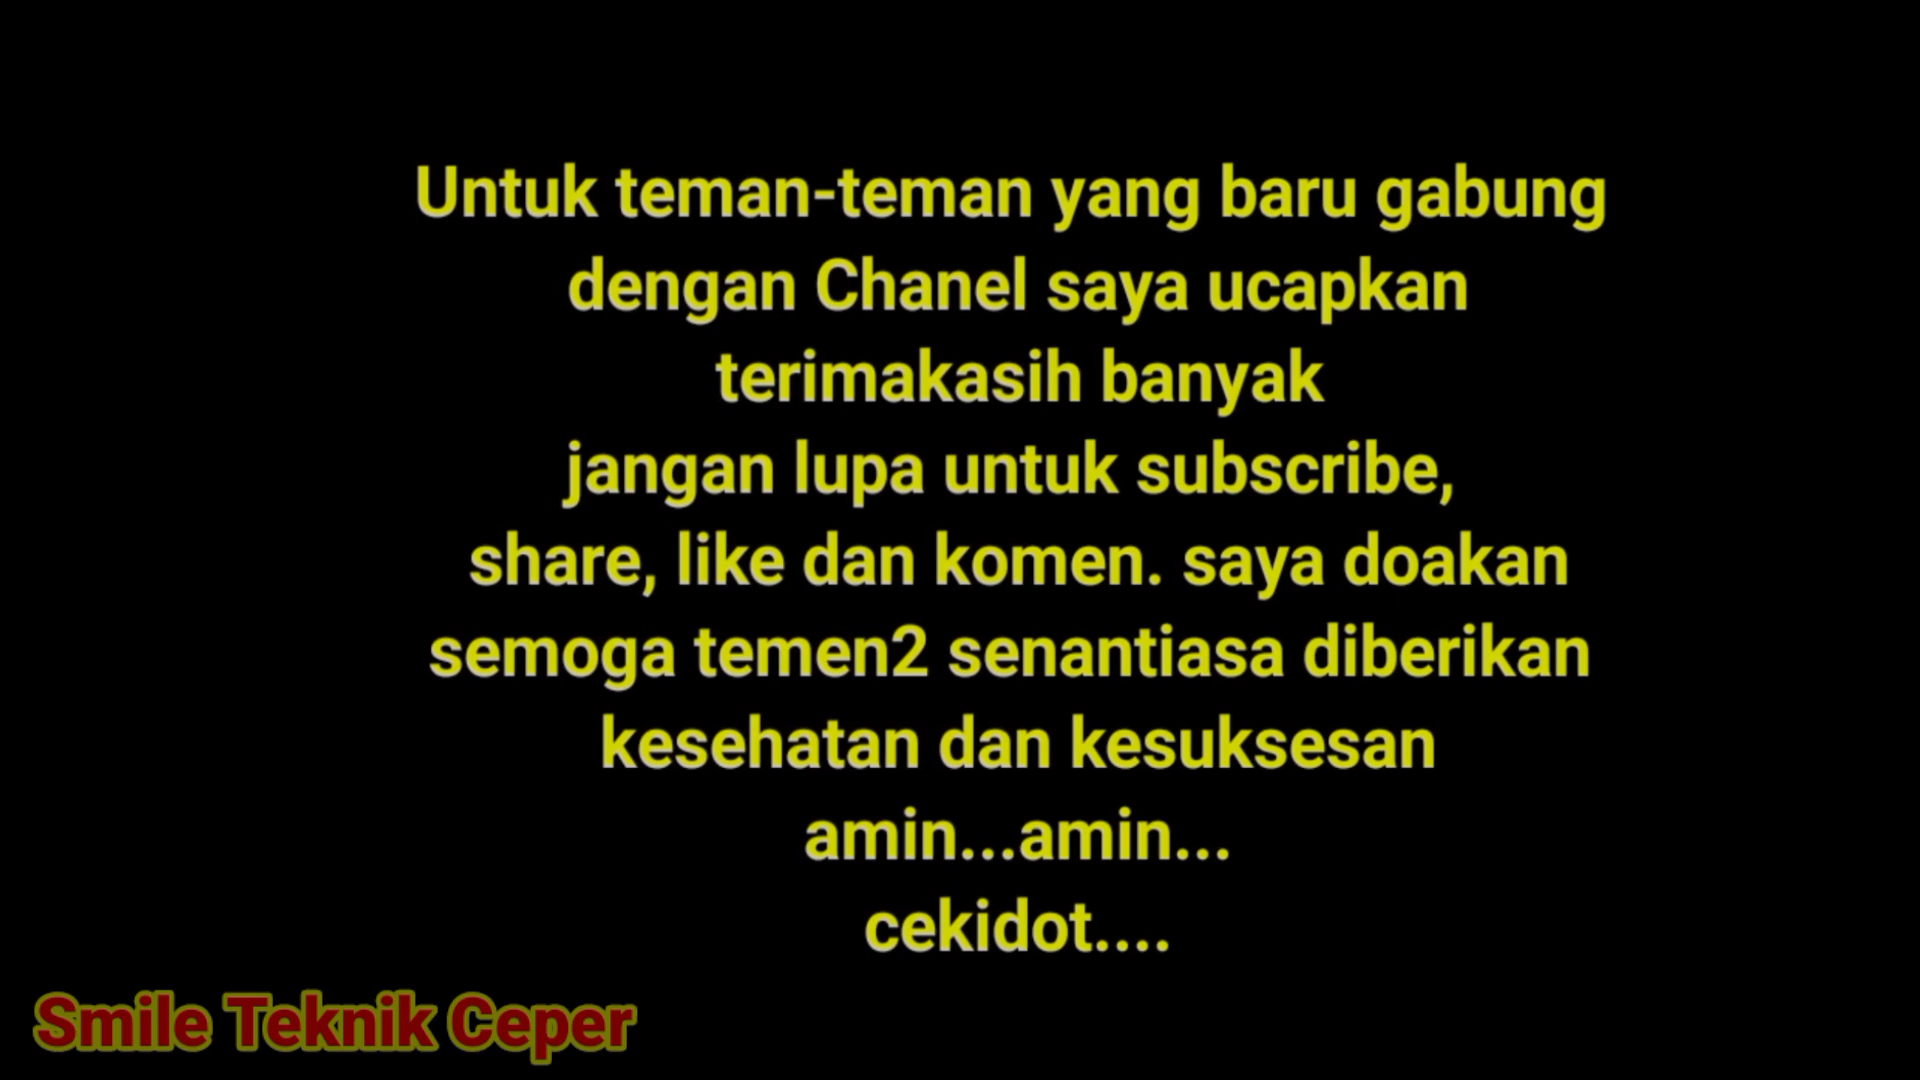 Untuk teman-teman yang baru gabung
dengan Chanel saya ucapkan
terimakasih banyak
jangan lupa untuk subscribe,
share, like dan komen. saya doakan
semoga temen2 senantiasa diberikan
kesehatan dan kesuksesan
amin...amin...
cekidot....
Smile Teknik Ceper